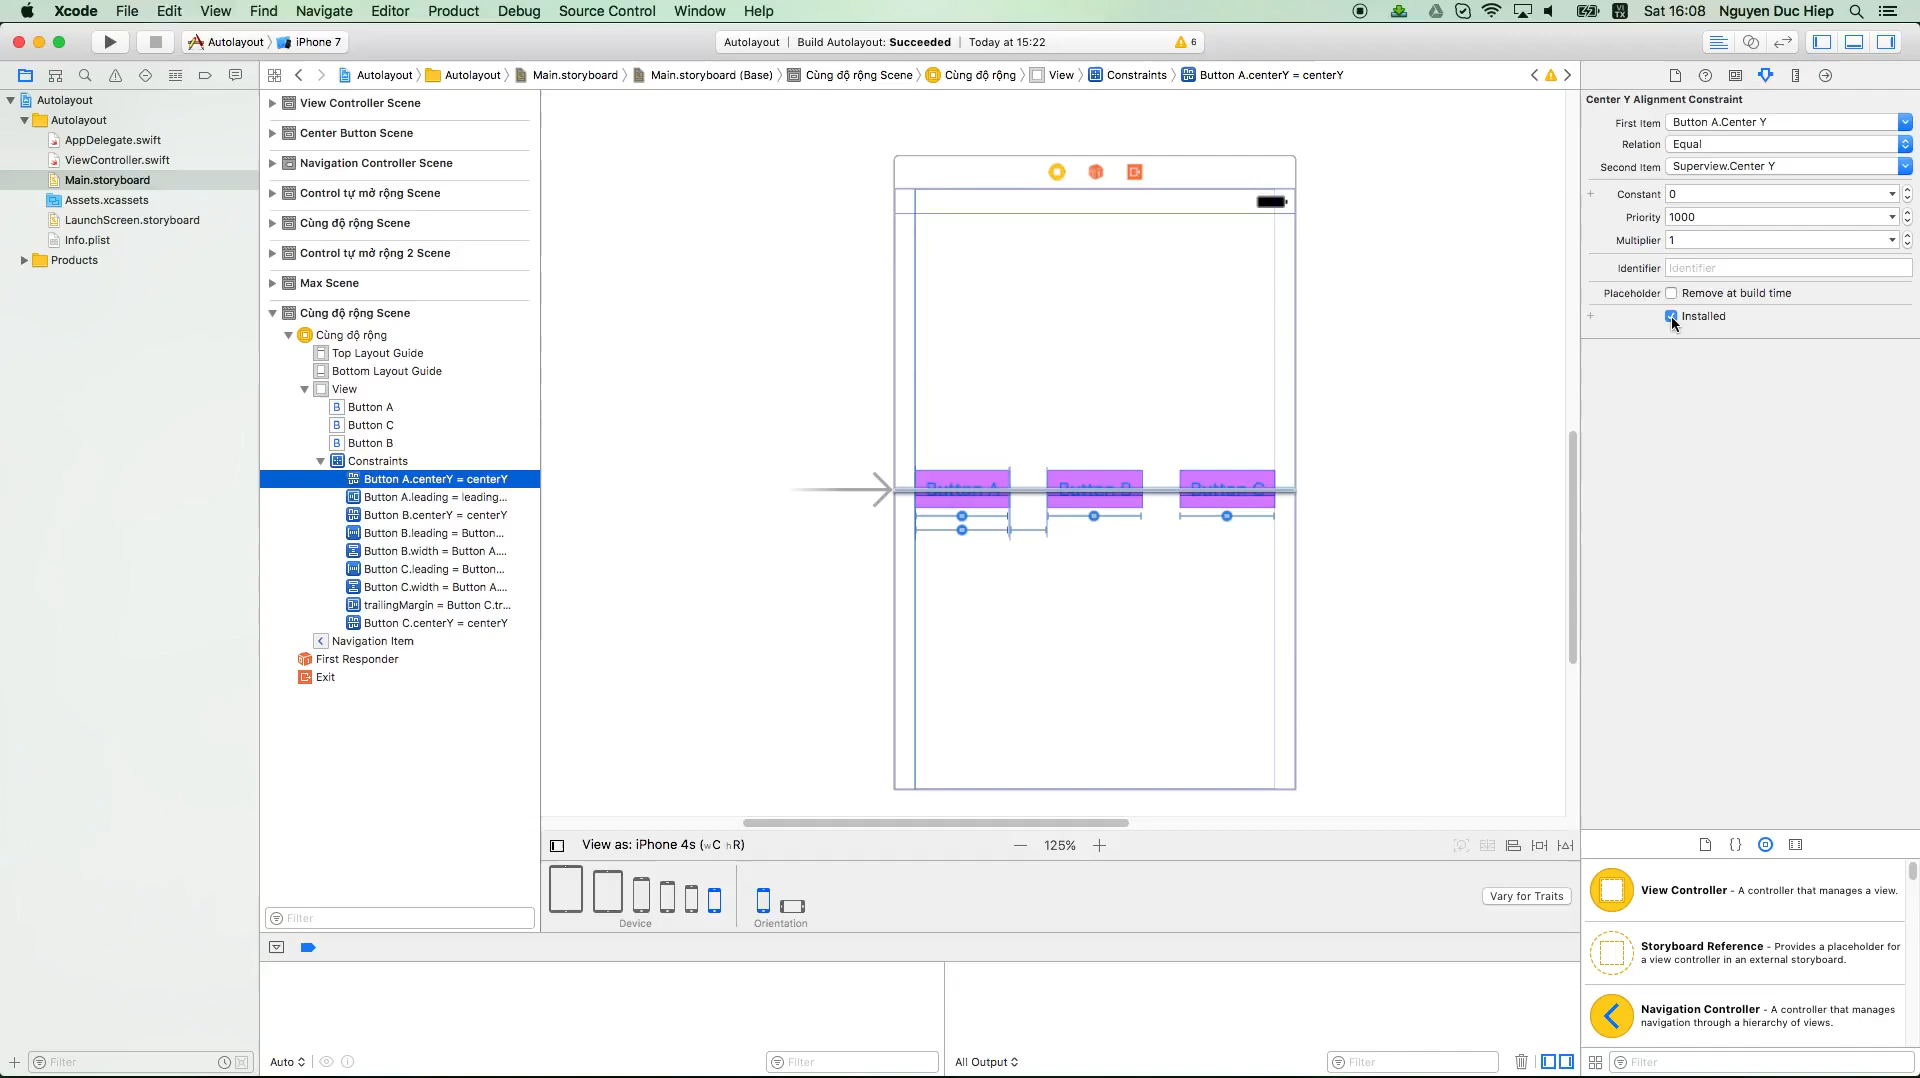 Xcode File Edit View Find Navigate Editor Product Debug Source Control Window Help
Sat 16:08 Nguyen Duc Hiep
Autolayout iPhone 7
Autolayout | Build Autolayout: Succeeded | Today at 15:22
6
Autolayout Autolayout Main.storyboard Main.storyboard (Base) Cùng độ rộng Scene Cùng độ rộng View Constraints Button A.centerY = centerY
Autolayout
Autolayout
AppDelegate.swift
ViewController.swift
Main.storyboard
Assets.xcassets
LaunchScreen.storyboard
Info.plist
Products
View Controller Scene
Center Button Scene
Navigation Controller Scene
Control tự mở rộng Scene
Cùng độ rộng Scene
Control tự mở rộng 2 Scene
Max Scene
Cùng độ rộng Scene
Cùng độ rộng
Top Layout Guide
Bottom Layout Guide
View
B Button A
B Button C
B Button B
Constraints
Button A.centerY = centerY
Button A.leading = leading...
Button B.centerY = centerY
Button B.leading = Button...
Button B.width = Button A....
Button C.leading = Button...
Button C.width = Button A....
trailingMargin = Button C.tr...
Button C.centerY = centerY
Navigation Item
First Responder
Exit
Filter
Button A
Button B
Button C
View as: iPhone 4s (wC hR)
125%
Device
Orientation
Vary for Traits
Center Y Alignment Constraint
First Item Button A.Center Y
Relation Equal
Second Item Superview.Center Y
Constant 0
Priority 1000
Multiplier 1
Identifier Identifier
Placeholder Remove at build time
Installed
View Controller - A controller that manages a view.
Storyboard Reference - Provides a placeholder for
a view controller in an external storyboard.
Navigation Controller - A controller that manages
navigation through a hierarchy of views.
Filter
Auto
Filter
All Output
Filter
Filter